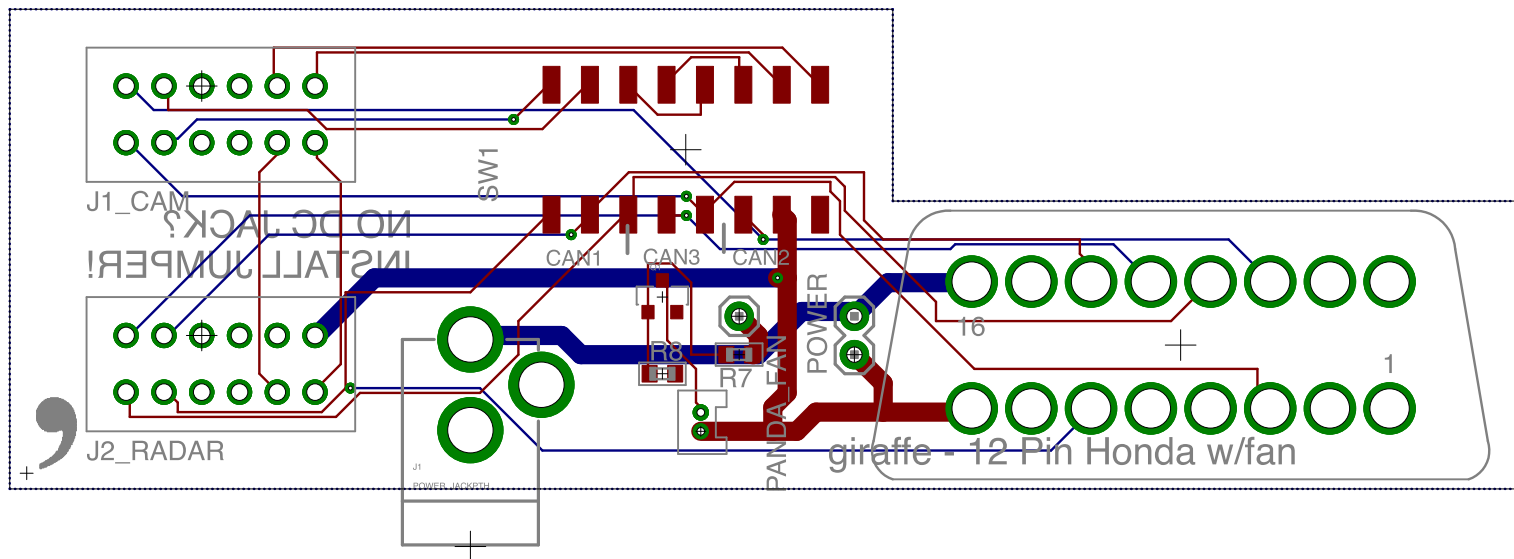 J1_CAM
SW1
NO DC JACK?
INSTALL JUMPER!
CAN1
CAN3
CAN2
POWER
16
R8
R7
PANDA_FAN
1
J2_RADAR
J1
POWER_JACKPTH
giraffe - 12 Pin Honda w/fan